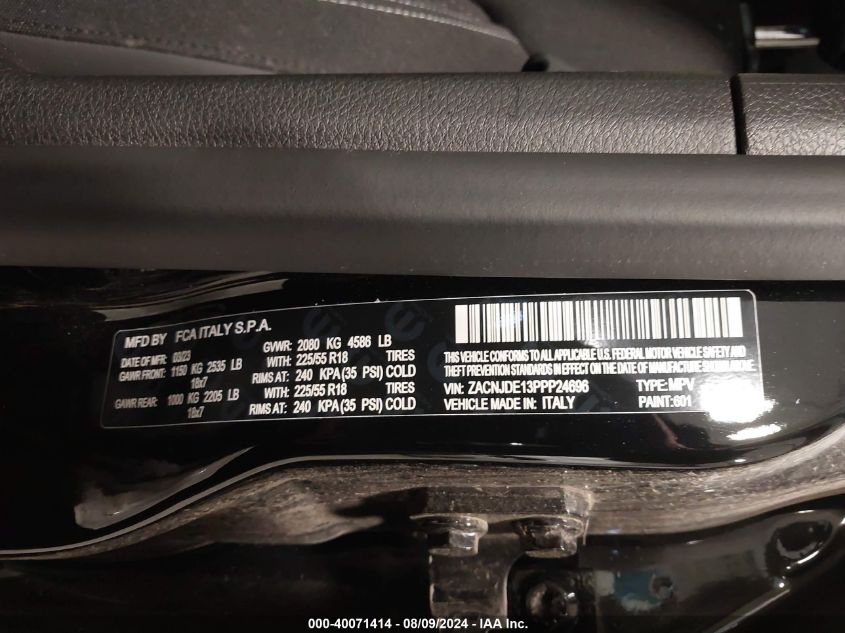 MFD BY FCA ITALY S.P.A.
DATE OF MFR 03/23 GVWR: 2080 KG 4586 LB
GAWR FRONT: 1150 KG 2535 LB WITH: 225/55 R18 TIRES
18x7 RIMS AT: 240 KPA (35 PSI) COLD
GAWR REAR: 1000 KG 2205 LB WITH: 225/55 R18 TIRES
18x7 RIMS AT: 240 KPA (35 PSI) COLD
THIS VEHICLE CONFORMS TO ALL APPLICABLE U.S. FEDERAL MOTOR VEHICLE SAFETY AND
THEFT PREVENTION STANDARDS IN EFFECT ON THE DATE OF MANUFACTURE SHOWN ABOVE
VIN: ZACNJDE13PPP24696 TYPE: MPV
VEHICLE MADE IN: ITALY PAINT: 601
000-40071414 - 08/09/2024 - IAA Inc.